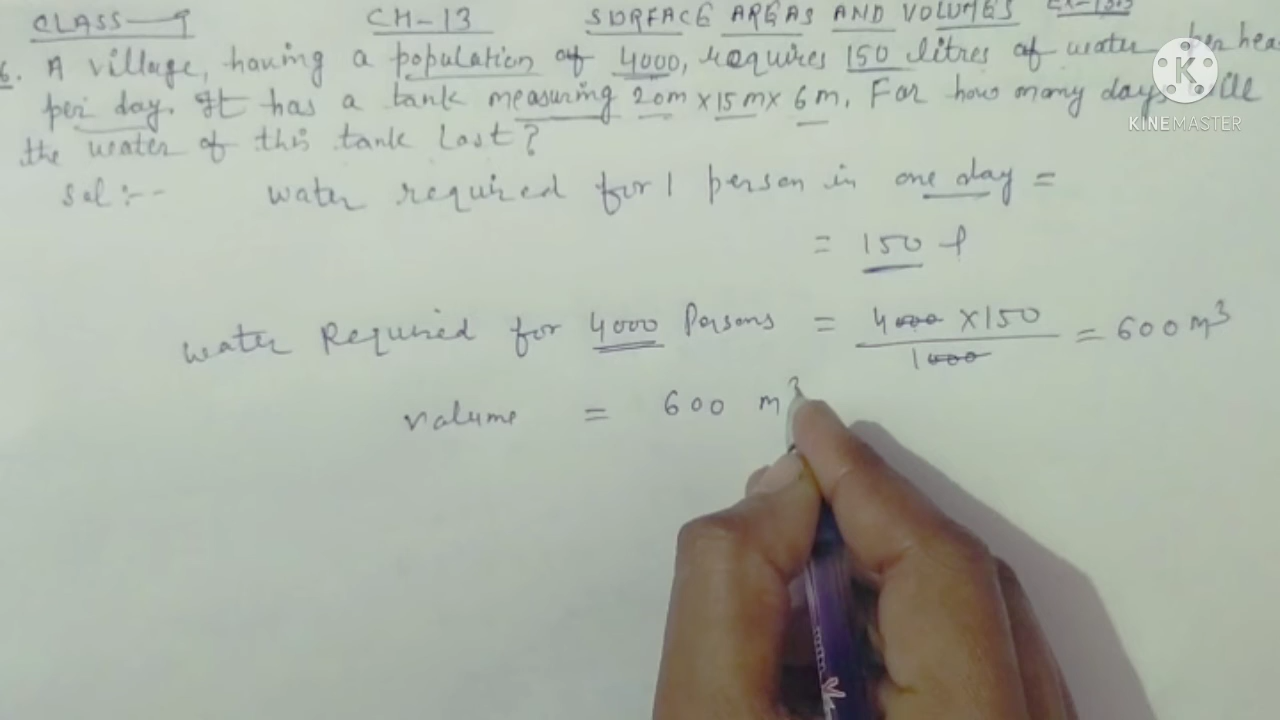 CLASS-9 CH-13 SURFACE AREAS AND VOLUMES
6. A village, having a population of 4000, requires 150 litres of water per hea
per day. It has a tank measuring 20m x 15m x 6m. For how many days
the water of this tank last?
Sol:-- water required for 1 person in one day =
= 150 l
water Required for 4000 Persons = 4000 x 150 / 1000 = 600 m³
volume = 600 m³
K
KINEMASTER